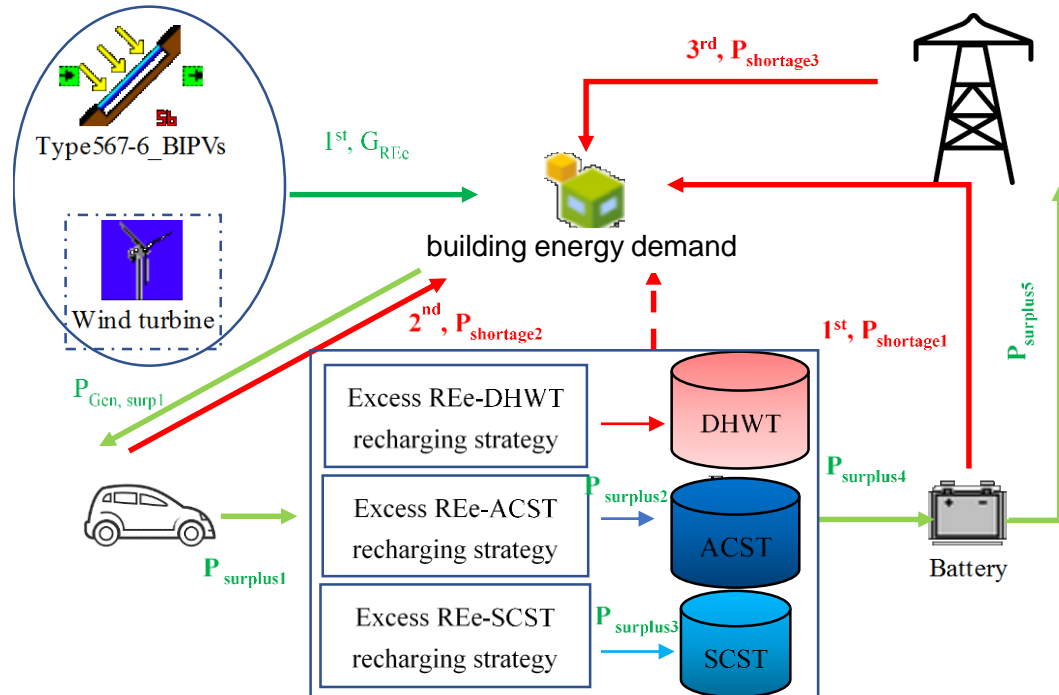 3rd, Pshortage3
Sb
Type567-6_BIPVs
1st, GREe
building energy demand
Wind turbine
2nd, Pshortage2
1st, Pshortage1
Psurplus5
PGen, surp1
Excess REe-DHWT
recharging strategy
DHWT
Psurplus2
Psurplus4
Excess REe-ACST
recharging strategy
ACST
Battery
P surplus1
Excess REe-SCST
recharging strategy
Psurplus3
SCST